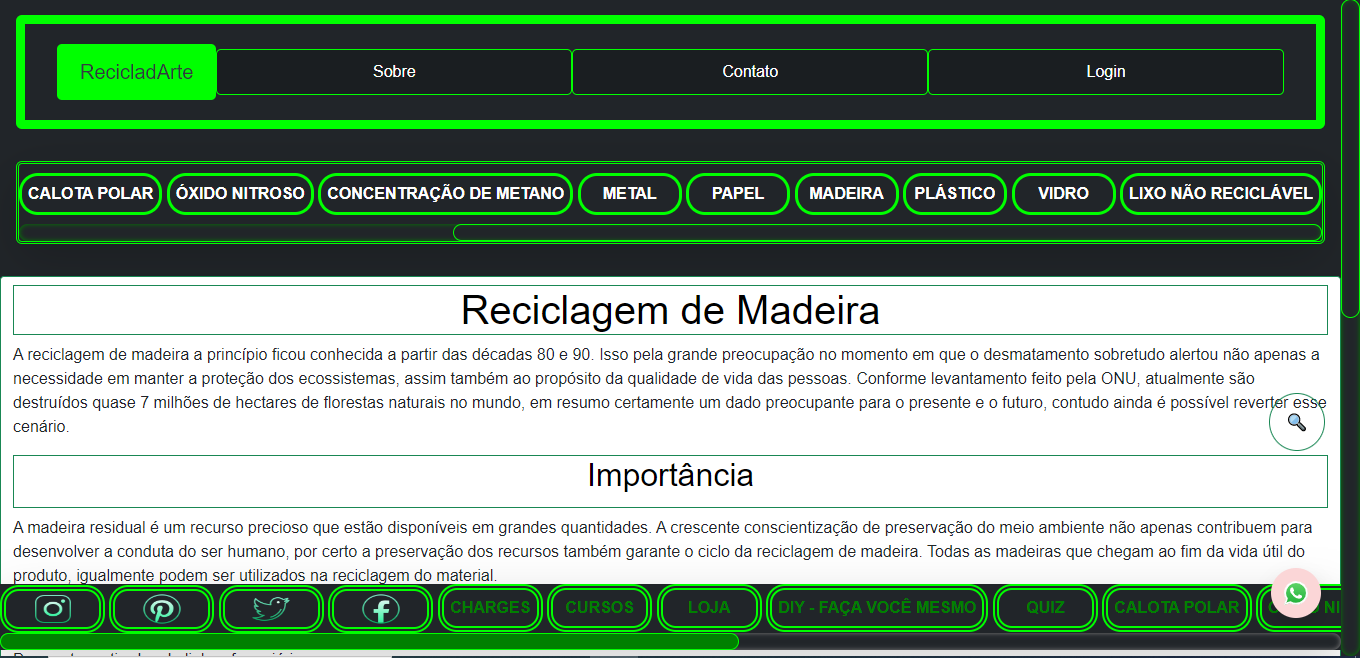 RecicladArte Sobre Contato Login
CALOTA POLAR ÓXIDO NITROSO CONCENTRAÇÃO DE METANO METAL PAPEL MADEIRA PLÁSTICO VIDRO LIXO NÃO RECICLÁVEL
Reciclagem de Madeira
A reciclagem de madeira a princípio ficou conhecida a partir das décadas 80 e 90. Isso pela grande preocupação no momento em que o desmatamento sobretudo alertou não apenas a
necessidade em manter a proteção dos ecossistemas, assim também ao propósito da qualidade de vida das pessoas. Conforme levantamento feito pela ONU, atualmente são
destruídos quase 7 milhões de hectares de florestas naturais no mundo, em resumo certamente um dado preocupante para o presente e o futuro, contudo ainda é possível reverter esse
cenário.
Importância
A madeira residual é um recurso precioso que estão disponíveis em grandes quantidades. A crescente conscientização de preservação do meio ambiente não apenas contribuem para
desenvolver a conduta do ser humano, por certo a preservação dos recursos também garante o ciclo da reciclagem de madeira. Todas as madeiras que chegam ao fim da vida útil do
produto, igualmente podem ser utilizados na reciclagem do material.
CHARGES CURSOS LOJA DIY - FAÇA VOCÊ MESMO QUIZ CALOTA POLAR